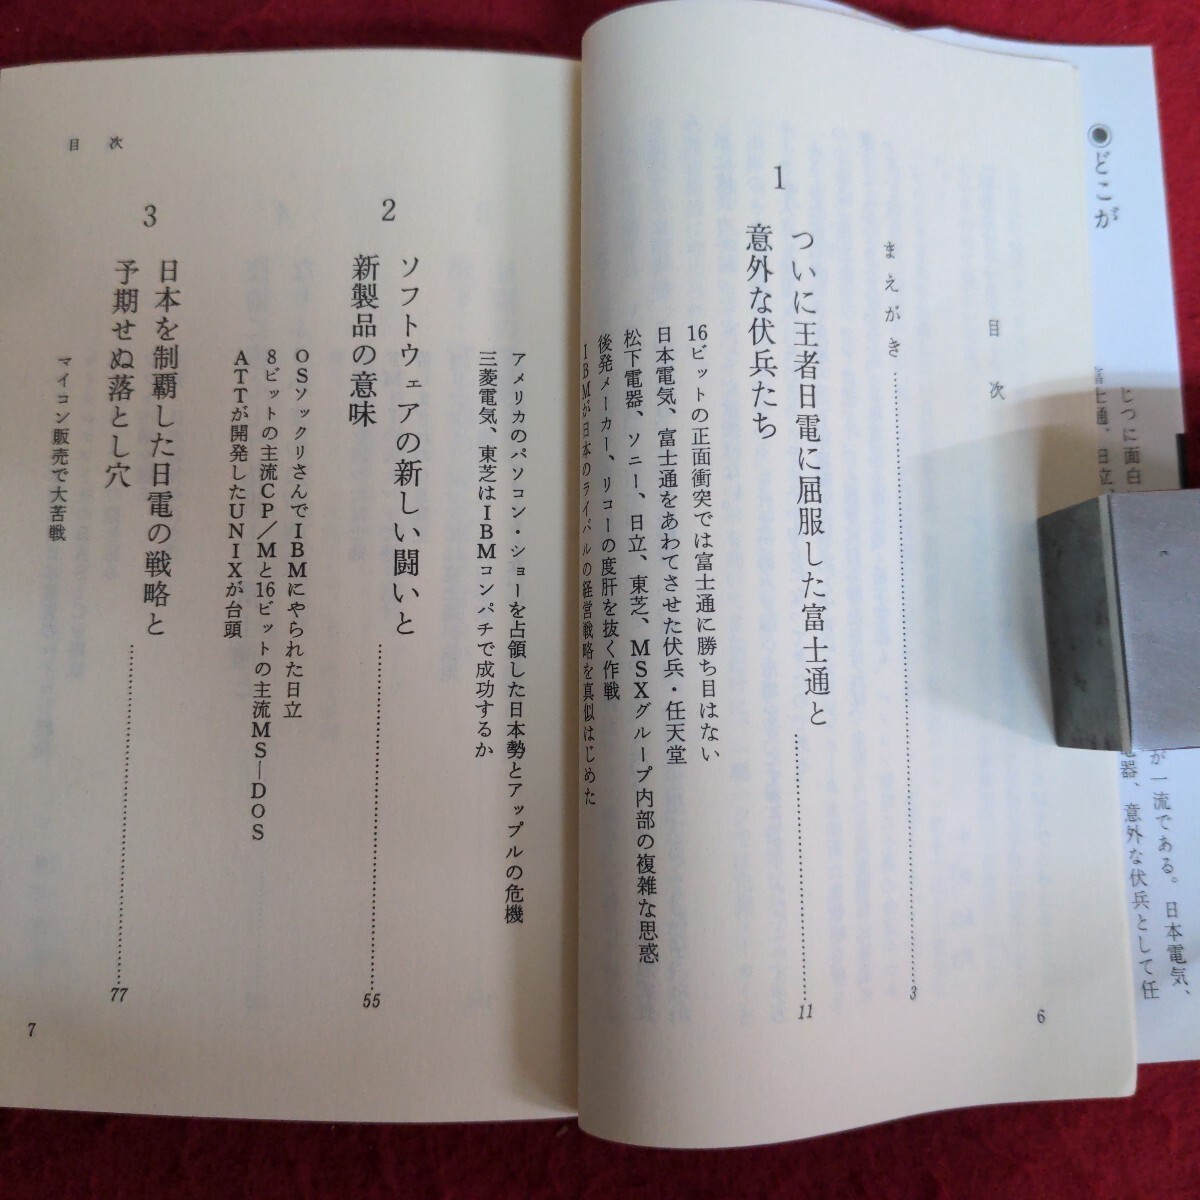 目次
まえがき……3
1 ついに王者日電に屈服した富士通と
意外な伏兵たち……11
16ビットの正面衝突では富士通に勝ち目はない
日本電気、富士通をあわてさせた伏兵・任天堂
松下電器、ソニー、日立、東芝、MSXグループ内部の複雑な思惑
後発メーカー、リコーの度肝を抜く作戦
IBMが日本のライバルの経営戦略を真似はじめた
6
アメリカのパソコン・ショーを占領した日本勢とアップルの危機
三菱電気、東芝はIBMコンパチで成功するか
2 ソフトウェアの新しい闘いと
新製品の意味……55
OSソックリさんでIBMにやられた日立
8ビットの主流CP/Mと16ビットの主流MS―DOS
ATTが開発したUNIXが台頭
3 日本を制覇した日電の戦略と
予期せぬ落とし穴……77
マイコン販売で大苦戦
目次
7
◉どこが
じつに面白
富士通、日立、
が一流である。日本電気、
電器、意外な伏兵として任